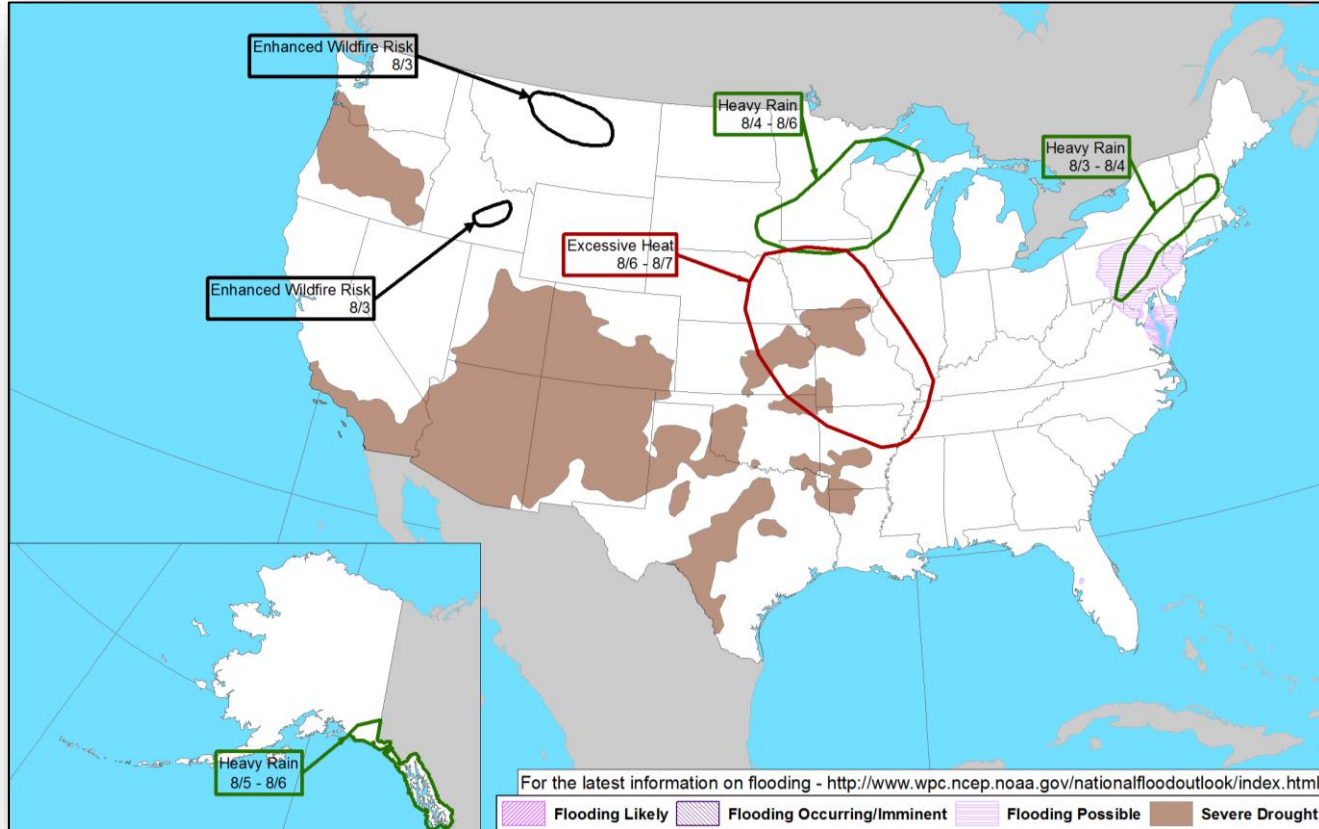 Enhanced Wildfire Risk
8/3
Heavy Rain
8/4 - 8/6
Heavy Rain
8/3 - 8/4
Excessive Heat
8/6 - 8/7
Enhanced Wildfire Risk
8/3
Heavy Rain
8/5 - 8/6
For the latest information on flooding - http://www.wpc.ncep.noaa.gov/nationalfloodoutlook/index.html
Flooding Likely Flooding Occurring/Imminent Flooding Possible Severe Drought